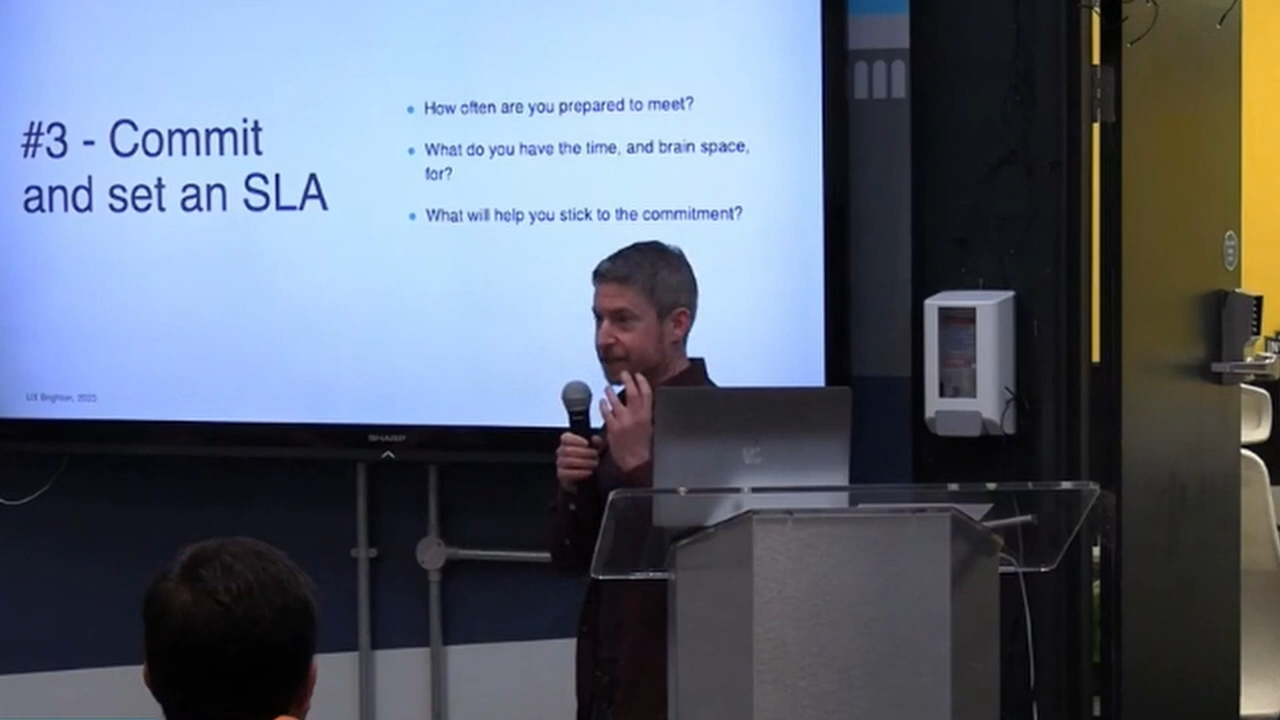 #3 - Commit
and set an SLA
How often are you prepared to meet?
What do you have the time, and brain space,
for?
What will help you stick to the commitment?
UX Brighton, 2023
SHARP